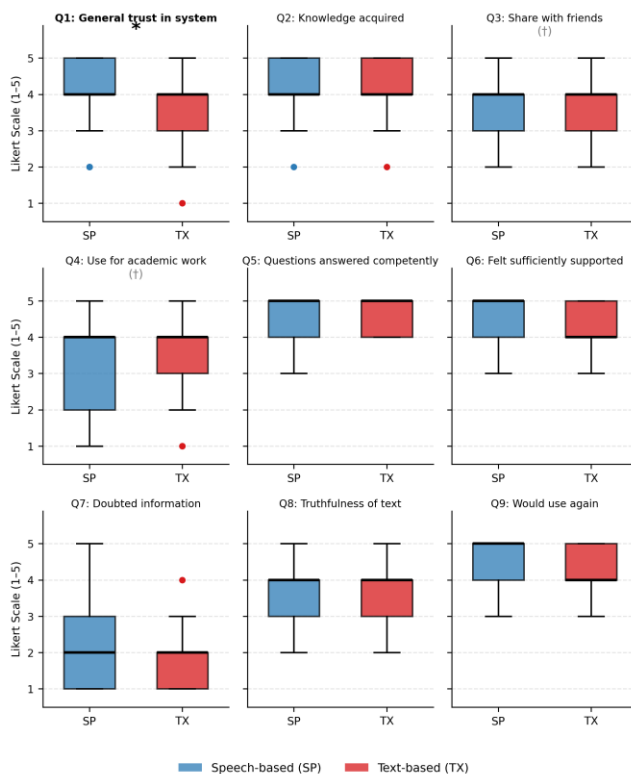 Q1: General trust in system
*
Q2: Knowledge acquired
Q3: Share with friends
(†)
Likert Scale (1–5)
5
4
3
2
1
SP
TX
SP
TX
SP
TX
Q4: Use for academic work
(†)
Q5: Questions answered competently
Q6: Felt sufficiently supported
Likert Scale (1–5)
5
4
3
2
1
SP
TX
SP
TX
SP
TX
Q7: Doubted information
Q8: Truthfulness of text
Q9: Would use again
Likert Scale (1–5)
5
4
3
2
1
SP
TX
SP
TX
SP
TX
Speech-based (SP)
Text-based (TX)